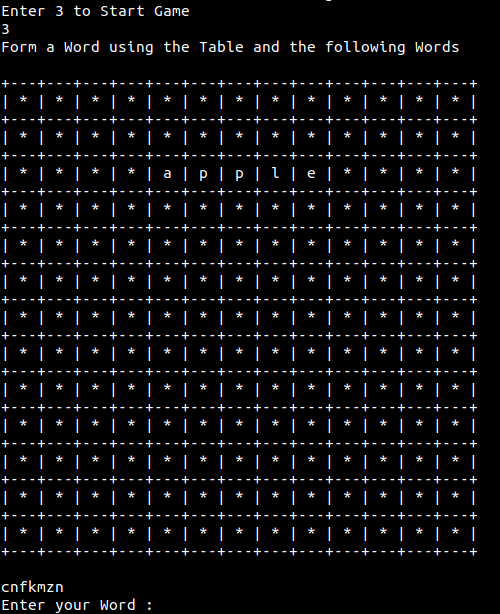 Enter 3 to Start Game
3
Form a Word using the Table and the following Words
+---+---+---+---+---+---+---+---+---+---+---+---+---+
| * | * | * | * | * | * | * | * | * | * | * | * | * |
+---+---+---+---+---+---+---+---+---+---+---+---+---+
| * | * | * | * | * | * | * | * | * | * | * | * | * |
+---+---+---+---+---+---+---+---+---+---+---+---+---+
| * | * | * | * | a | p | p | l | e | * | * | * | * |
+---+---+---+---+---+---+---+---+---+---+---+---+---+
| * | * | * | * | * | * | * | * | * | * | * | * | * |
+---+---+---+---+---+---+---+---+---+---+---+---+---+
| * | * | * | * | * | * | * | * | * | * | * | * | * |
+---+---+---+---+---+---+---+---+---+---+---+---+---+
| * | * | * | * | * | * | * | * | * | * | * | * | * |
+---+---+---+---+---+---+---+---+---+---+---+---+---+
| * | * | * | * | * | * | * | * | * | * | * | * | * |
+---+---+---+---+---+---+---+---+---+---+---+---+---+
| * | * | * | * | * | * | * | * | * | * | * | * | * |
+---+---+---+---+---+---+---+---+---+---+---+---+---+
| * | * | * | * | * | * | * | * | * | * | * | * | * |
+---+---+---+---+---+---+---+---+---+---+---+---+---+
| * | * | * | * | * | * | * | * | * | * | * | * | * |
+---+---+---+---+---+---+---+---+---+---+---+---+---+
| * | * | * | * | * | * | * | * | * | * | * | * | * |
+---+---+---+---+---+---+---+---+---+---+---+---+---+
| * | * | * | * | * | * | * | * | * | * | * | * | * |
+---+---+---+---+---+---+---+---+---+---+---+---+---+
| * | * | * | * | * | * | * | * | * | * | * | * | * |
+---+---+---+---+---+---+---+---+---+---+---+---+---+
cnfkmzn
Enter your Word :